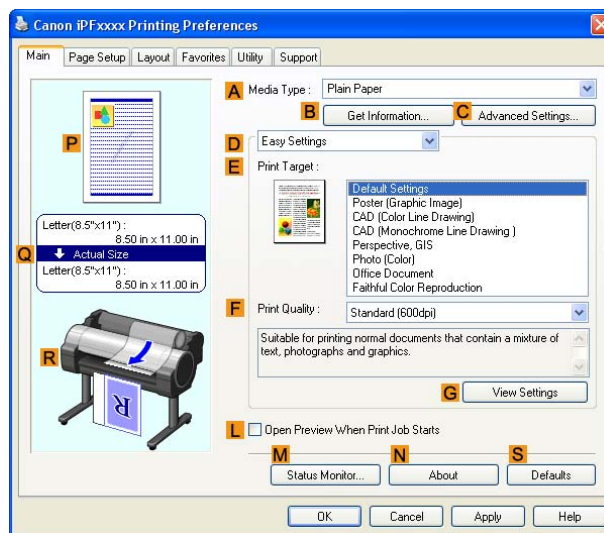 Canon iPFxxxx Printing Preferences
Main Page Setup Layout Favorites Utility Support
A Media Type : Plain Paper
B Get Information... C Advanced Settings...
D Easy Settings
E Print Target :
Default Settings
Poster (Graphic Image)
CAD (Color Line Drawing)
CAD (Monochrome Line Drawing )
Perspective, GIS
Photo (Color)
Office Document
Faithful Color Reproduction
F Print Quality : Standard (600dpi)
Suitable for printing normal documents that contain a mixture of
text, photographs and graphics.
G View Settings
P
Q
Letter(8.5"x11") :
8.50 in x 11.00 in
Actual Size
Letter(8.5"x11") :
8.50 in x 11.00 in
R
R
L Open Preview When Print Job Starts
M Status Monitor... N About S Defaults
OK Cancel Apply Help